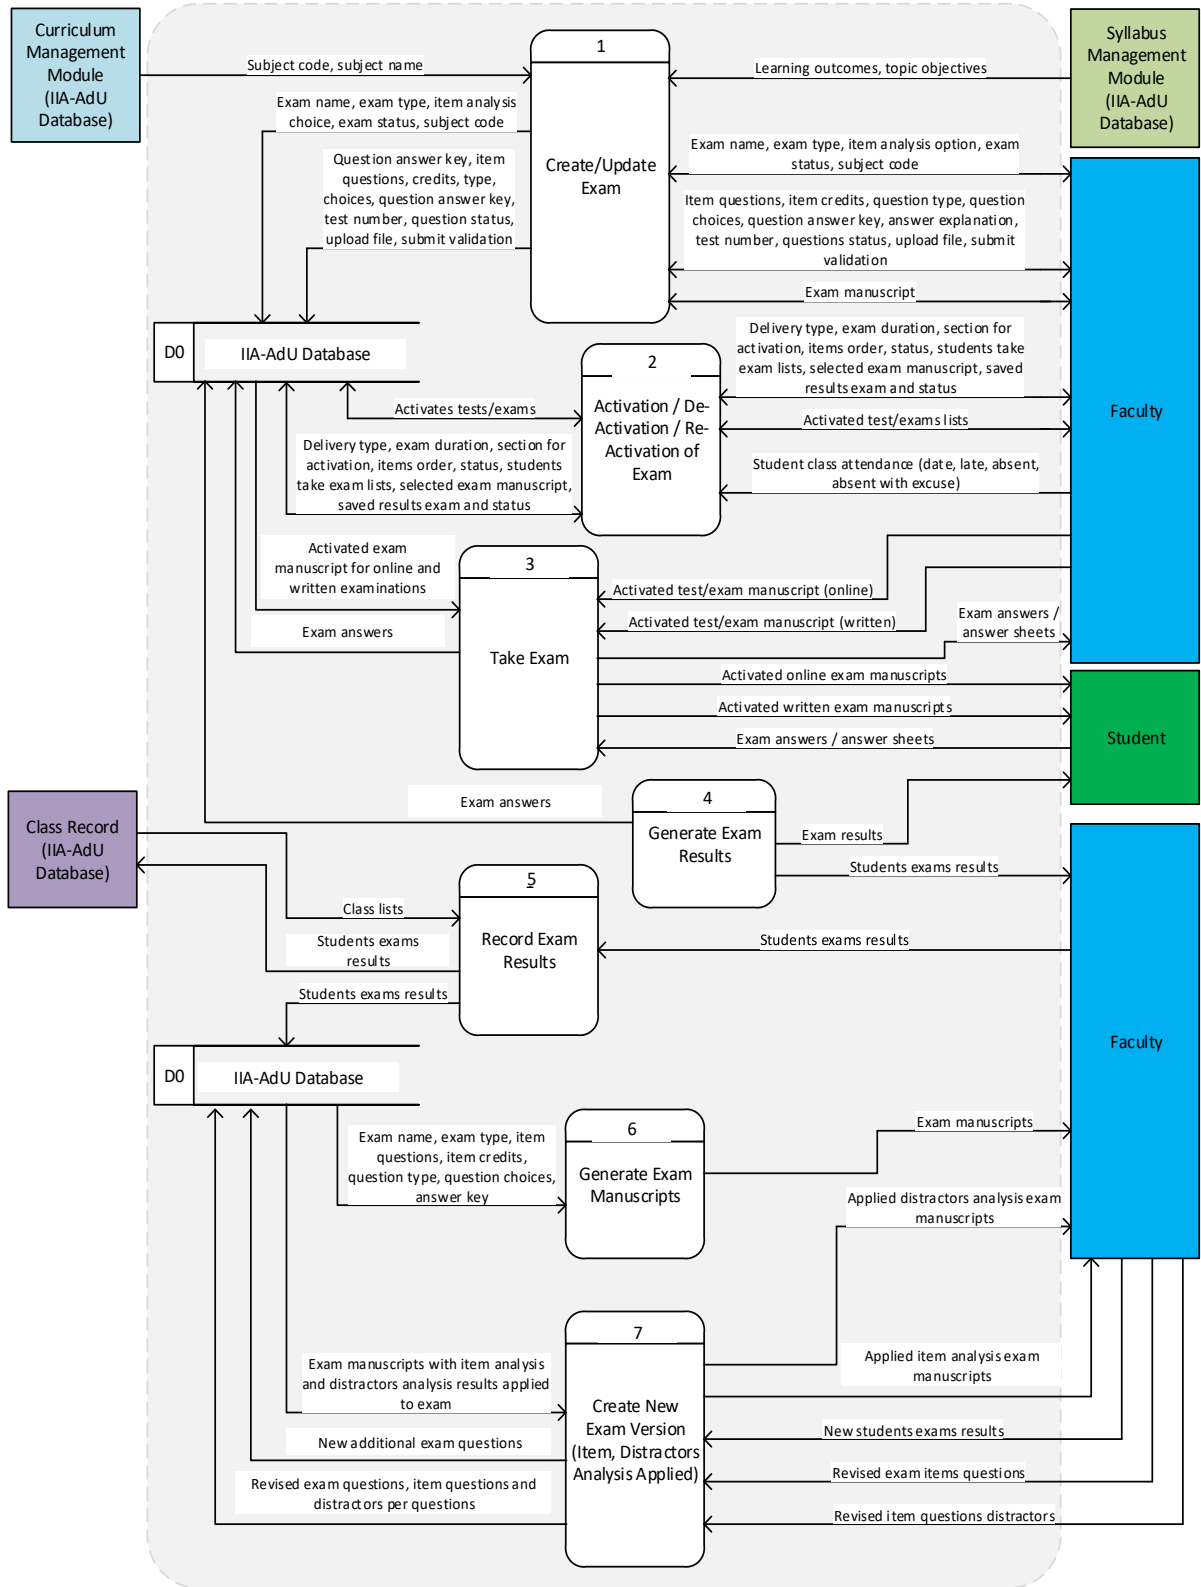 Curriculum
Management
Module
(IIA-AdU
Database)
Subject code, subject name
1
Create/Update
Exam
Learning outcomes, topic objectives
Syllabus
Management
Module
(IIA-AdU
Database)
Exam name, exam type, item analysis
choice, exam status, subject code
Question answer key, item
questions, credits, type,
choices, question answer key,
test number, question status,
upload file, submit validation
Exam name, exam type, item analysis option, exam
status, subject code
Item questions, item credits, question type, question
choices, question answer key, answer explanation,
test number, questions status, upload file, submit
validation
Exam manuscript
Faculty
D0
IIA-AdU Database
2
Activation / De-
Activation / Re-
Activation of
Exam
Activates tests/exams
Delivery type, exam duration, section for
activation, items order, status, students
take exam lists, selected exam manuscript,
saved results exam and status
Delivery type, exam duration, section for
activation, items order, status, students take
exam lists, selected exam manuscript, saved
results exam and status
Activated test/exams lists
Student class attendance (date, late, absent,
absent with excuse)
Activated exam
manuscript for online and
written examinations
Exam answers
3
Take Exam
Activated test/exam manuscript (online)
Activated test/exam manuscript (written)
Exam answers /
answer sheets
Activated online exam manuscripts
Activated written exam manuscripts
Exam answers / answer sheets
Student
Exam answers
4
Generate Exam
Results
Exam results
Students exams results
Class Record
(IIA-AdU
Database)
Class lists
Students exams
results
Students exams results
5
Record Exam
Results
Students exams results
Faculty
D0
IIA-AdU Database
Exam name, exam type, item
questions, item credits,
question type, question choices,
answer key
6
Generate Exam
Manuscripts
Exam manuscripts
Applied distractors analysis exam
manuscripts
7
Create New
Exam Version
(Item, Distractors
Analysis Applied)
Exam manuscripts with item analysis
and distractors analysis results applied
to exam
New additional exam questions
Revised exam questions, item questions and
distractors per questions
Applied item analysis exam
manuscripts
New students exams results
Revised exam items questions
Revised item questions distractors